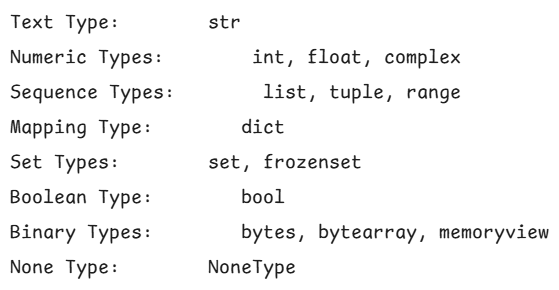 Text Type: str
Numeric Types: int, float, complex
Sequence Types: list, tuple, range
Mapping Type: dict
Set Types: set, frozenset
Boolean Type: bool
Binary Types: bytes, bytearray, memoryview
None Type: NoneType